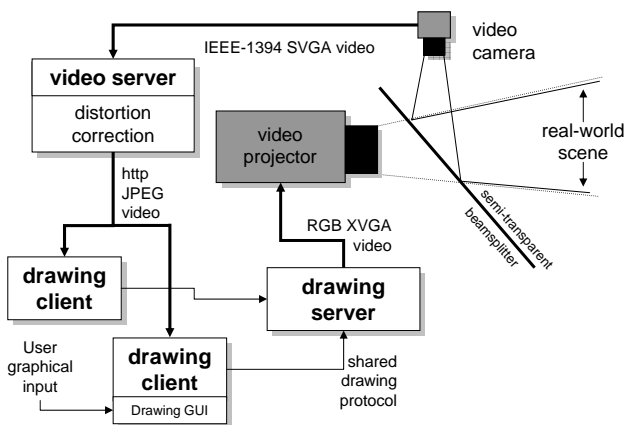 video
camera
IEEE-1394 SVGA video
video server
distortion
correction
video
projector
real-world
scene
semi-transparent
beamsplitter
http
JPEG
video
RGB XVGA
video
drawing
client
drawing
server
User
graphical
input
drawing
client
Drawing GUI
shared
drawing
protocol